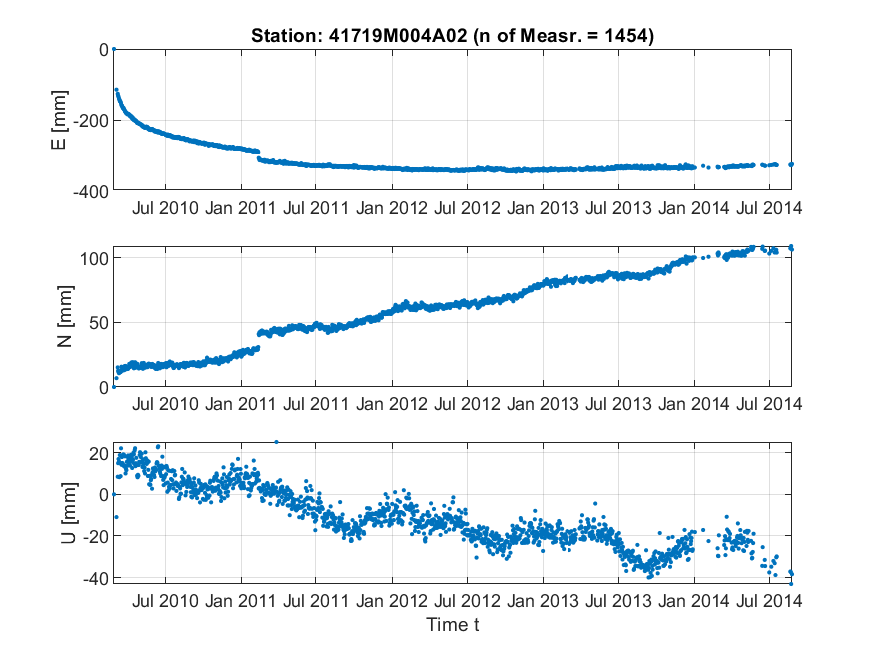 Station: 41719M004A02 (n of Measr. = 1454)
0
-200
-400
E [mm]
Jul 2010 Jan 2011 Jul 2011 Jan 2012 Jul 2012 Jan 2013 Jul 2013 Jan 2014 Jul 2014
100
50
0
N [mm]
Jul 2010 Jan 2011 Jul 2011 Jan 2012 Jul 2012 Jan 2013 Jul 2013 Jan 2014 Jul 2014
20
0
-20
-40
U [mm]
Jul 2010 Jan 2011 Jul 2011 Jan 2012 Jul 2012 Jan 2013 Jul 2013 Jan 2014 Jul 2014
Time t